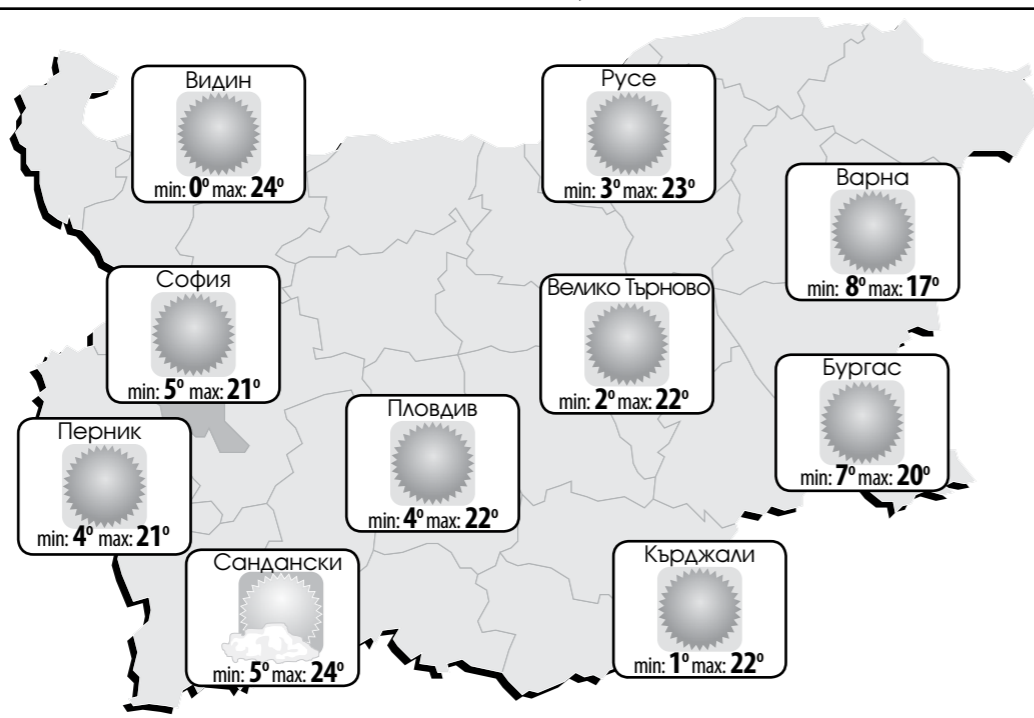 Видин
min: 0° max: 24°
Русе
min: 3° max: 23°
Варна
min: 8° max: 17°
София
min: 5° max: 21°
Велико Търново
min: 2° max: 22°
Бургас
min: 7° max: 20°
Пловдив
min: 4° max: 22°
Перник
min: 4° max: 21°
Сандански
min: 5° max: 24°
Кърджали
min: 1° max: 22°